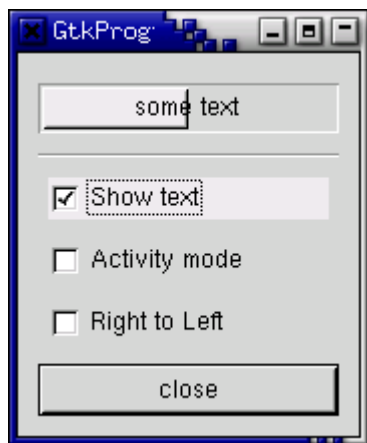 GtkProg
some text
Show text
Activity mode
Right to Left
close